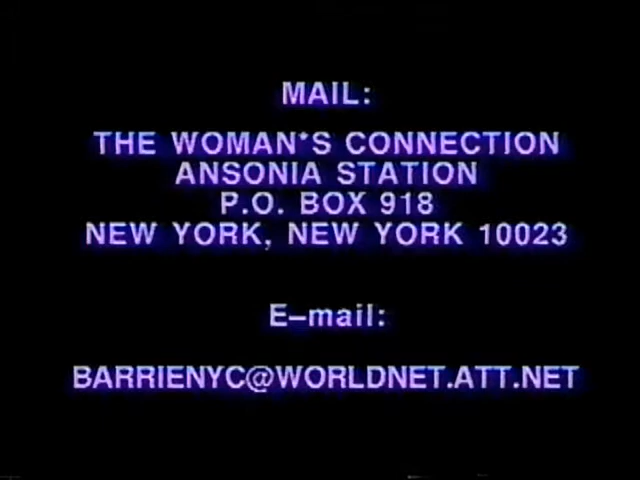 MAIL:
THE WOMAN*S CONNECTION
ANSONIA STATION
P.O. BOX 918
NEW YORK, NEW YORK 10023
E–mail:
BARRIENYC@WORLDNET.ATT.NET